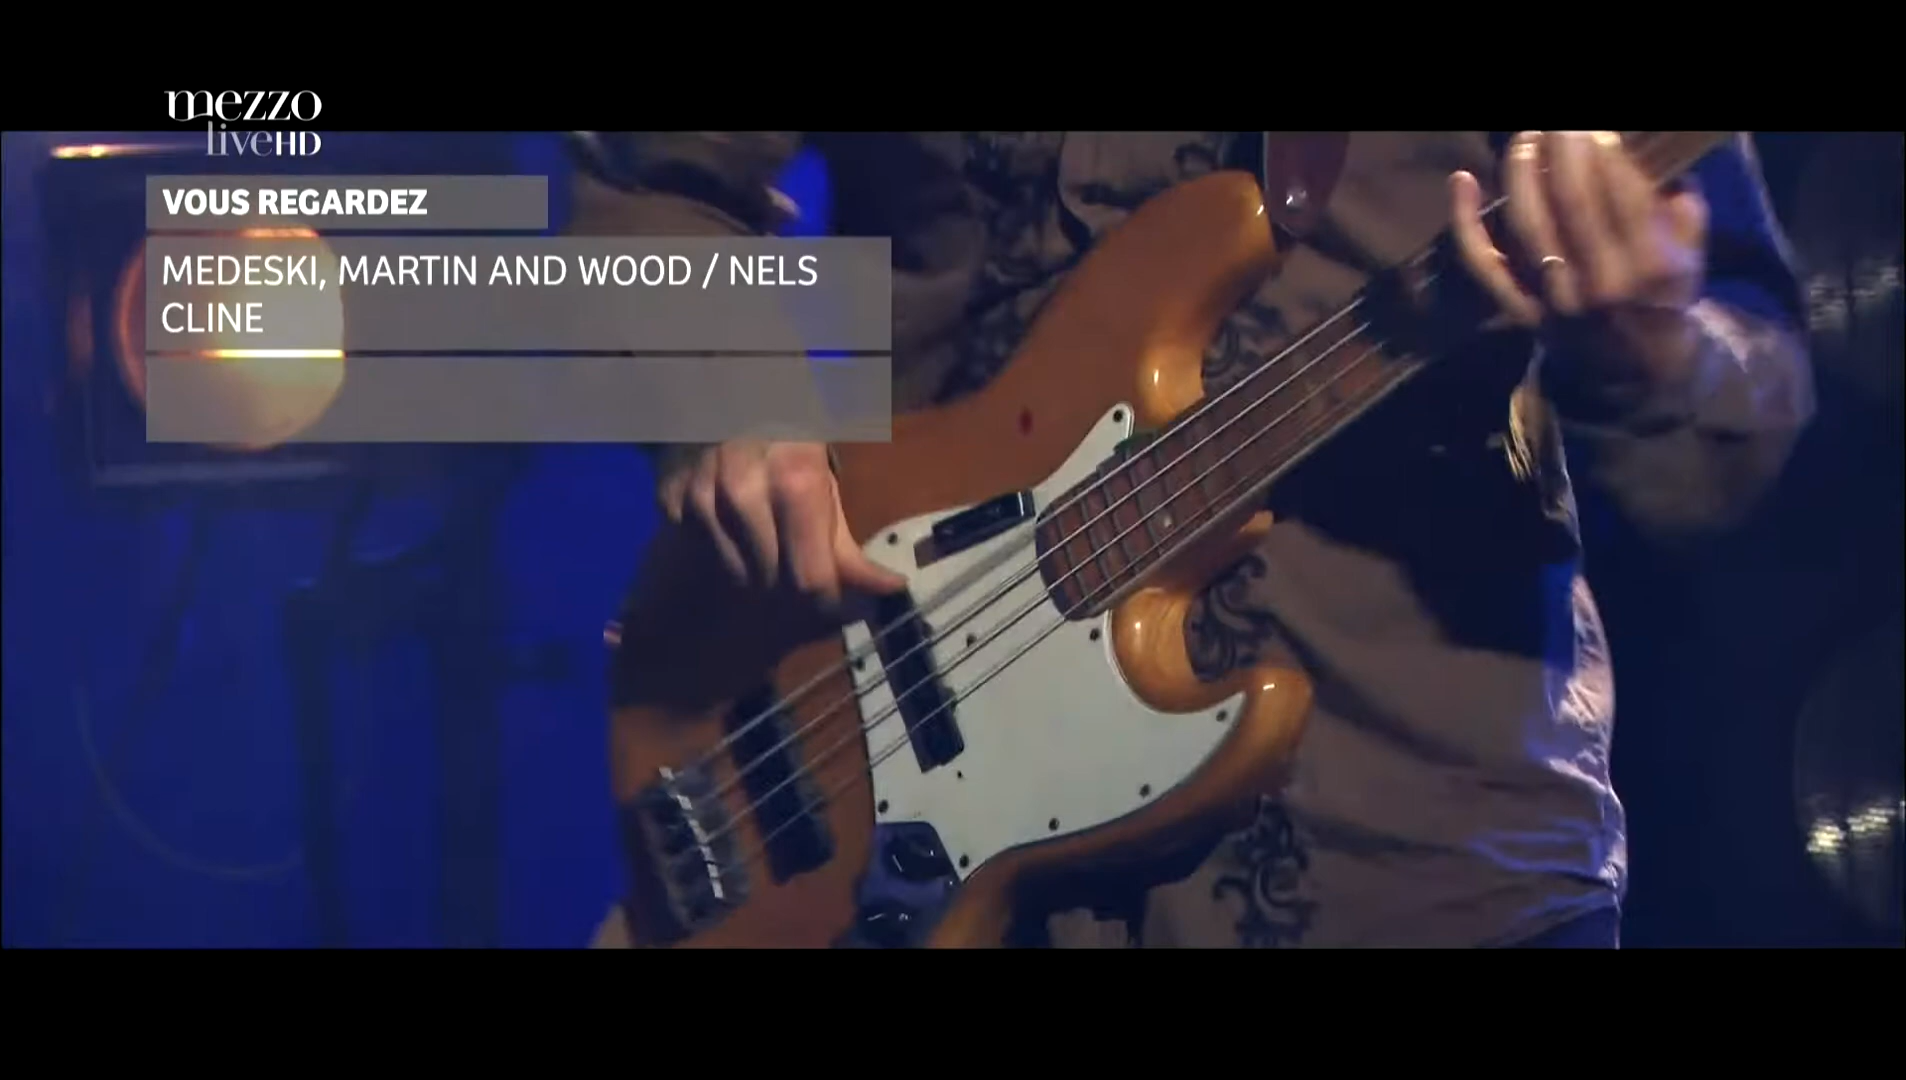 mezzo
liveHD
VOUS REGARDEZ
MEDESKI, MARTIN AND WOOD / NELS
CLINE